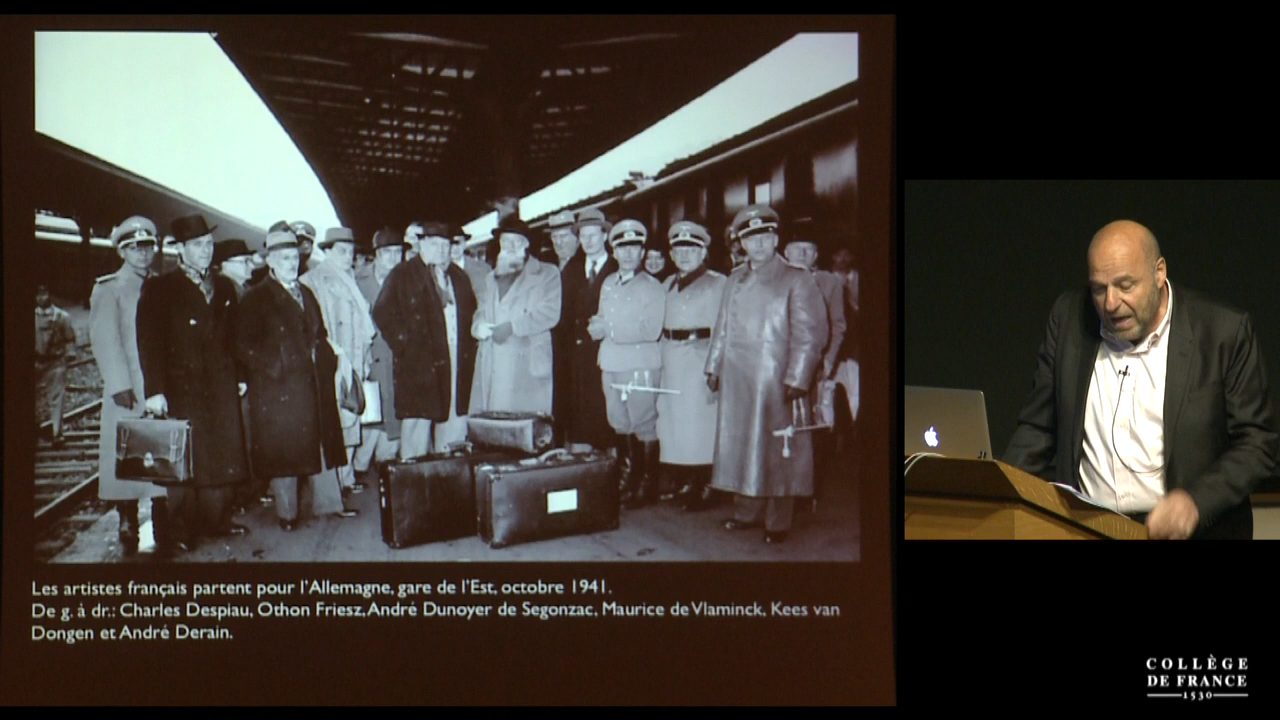 Les artistes français partent pour l'Allemagne, gare de l'Est, octobre 1941.
De g. à dr.: Charles Despiau, Othon Friesz, André Dunoyer de Segonzac, Maurice de Vlaminck, Kees van
Dongen et André Derain.
COLLÈGE
DE FRANCE
1530